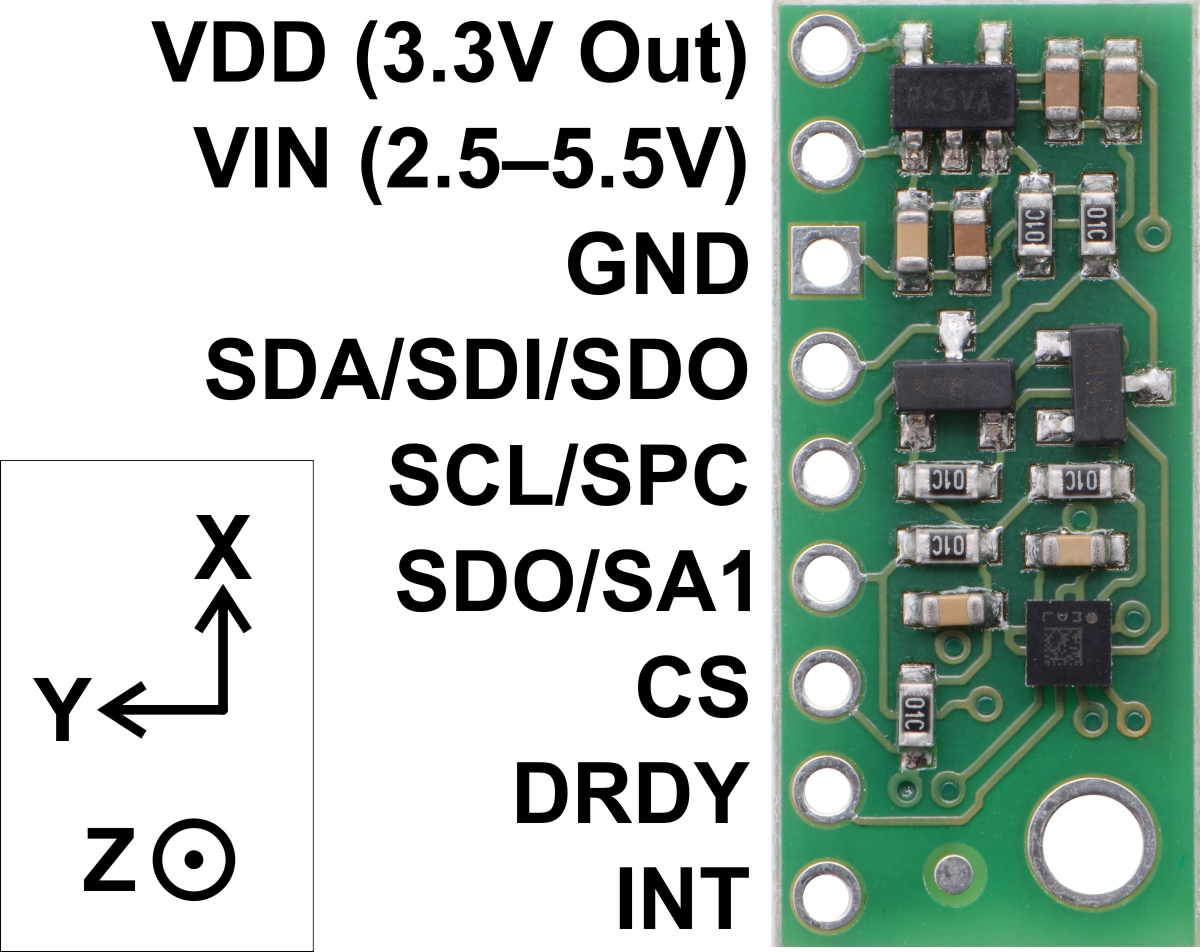 VDD (3.3V Out)
VIN (2.5–5.5V)
GND
SDA/SDI/SDO
SCL/SPC
SDO/SA1
CS
DRDY
INT
X
Y
Z
01C
01C
01C
01C
01C
01C